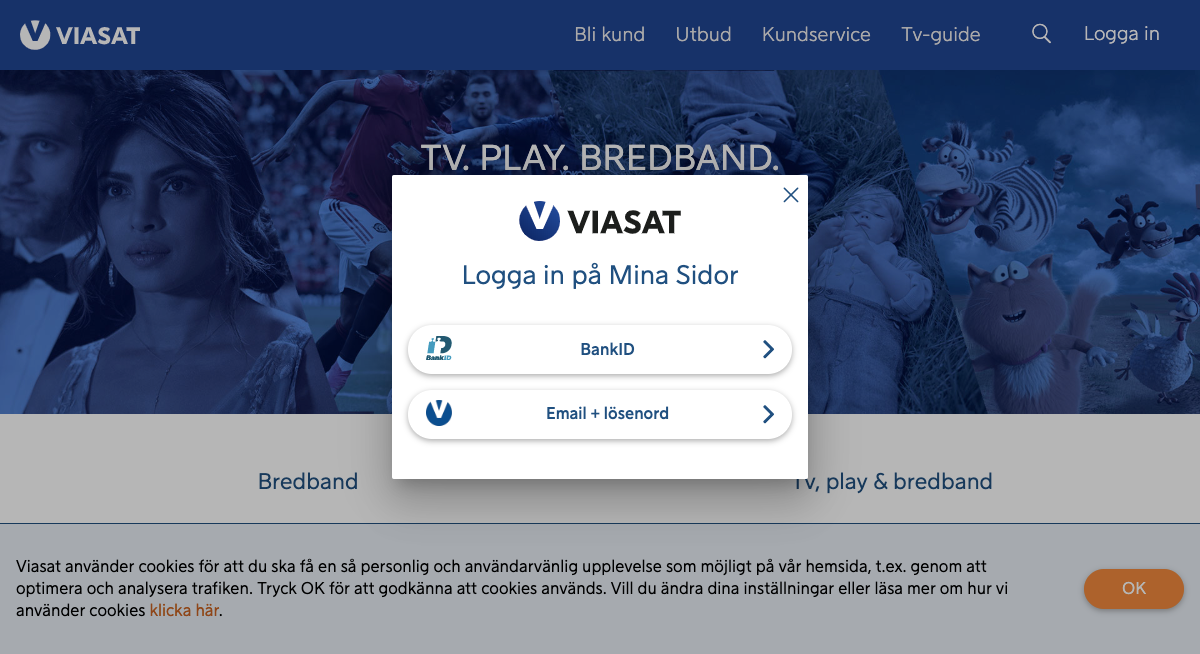 VIASAT
Bli kund
Utbud
Kundservice
Tv-guide
Logga in
TV. PLAY. BREDBAND.
VIASAT
Logga in på Mina Sidor
BankID
BankID
Email + lösenord
Bredband
Tv, play & bredband
Viasat använder cookies för att du ska få en så personlig och användarvänlig upplevelse som möjligt på vår hemsida, t.ex. genom att
optimera och analysera trafiken. Tryck OK för att godkänna att cookies används. Vill du ändra dina inställningar eller läsa mer om hur vi
använder cookies klicka här.
OK